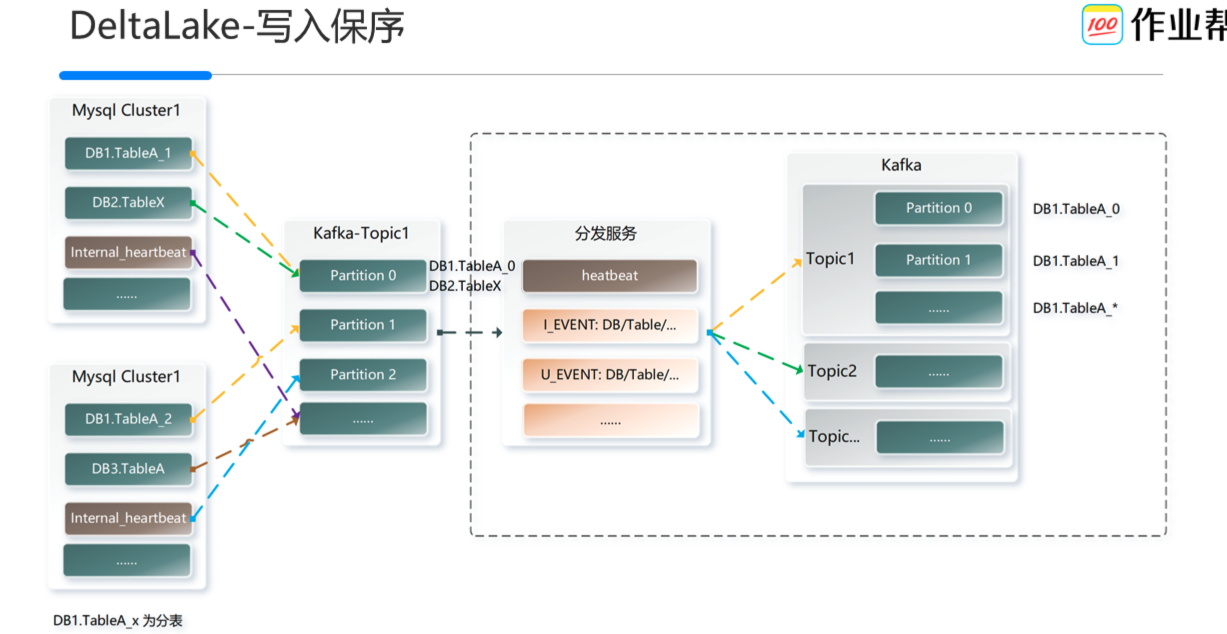 DeltaLake-写入保序
100 作业帮
Mysql Cluster1
DB1.TableA_1
DB2.TableX
Internal_heartbeat
......
Mysql Cluster1
DB1.TableA_2
DB3.TableA
Internal_heartbeat
......
DB1.TableA_x 为分表
Kafka-Topic1
Partition 0
Partition 1
Partition 2
......
DB1.TableA_0
DB2.TableX
分发服务
heatbeat
I_EVENT: DB/Table/...
U_EVENT: DB/Table/...
......
Kafka
Topic1
Partition 0
Partition 1
......
DB1.TableA_0
DB1.TableA_1
DB1.TableA_*
Topic2
......
Topic...
......